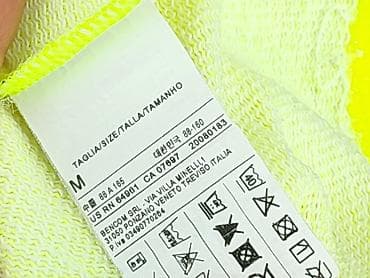 TAGLIA/SIZE/TALLA/TAMANHO
M
88 A 165 대한민국 88-160
US RN 64901 CA 07697 20080183
BENCOM SRL - VIA VILLA MINELLI 1
31050 PONZANO VENETO TREVISO ITALIA
P.Iva 03490770264